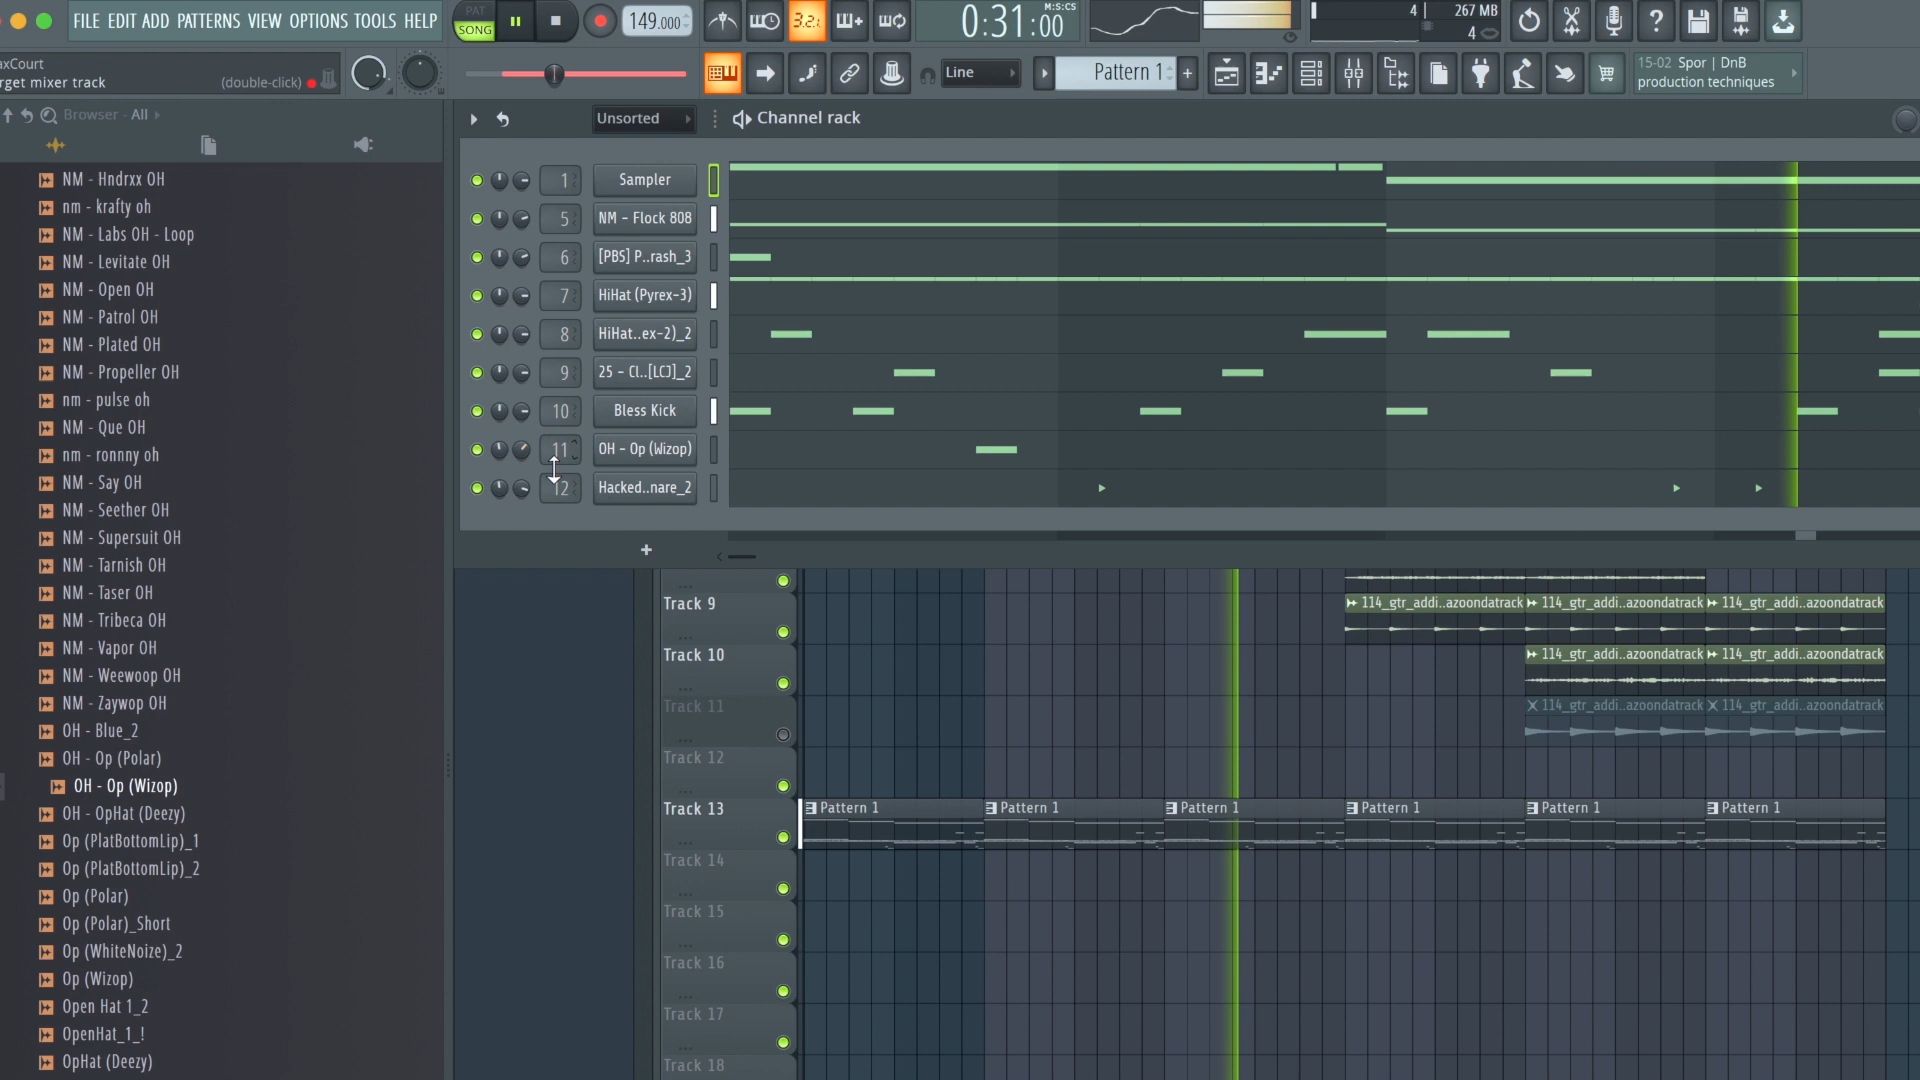 FILE EDIT ADD PATTERNS VIEW OPTIONS TOOLS HELP
PAT
SONG
149.000
3.2.
0:31:00
M:S:CS
4
267 MB
4
axCourt
rget mixer track
(double-click)
Line
Pattern 1
+
15-02 Spor | DnB
production techniques
Browser - All
Unsorted
Channel rack
NM - Hndrxx OH
nm - krafty oh
NM - Labs OH - Loop
NM - Levitate OH
NM - Open OH
NM - Patrol OH
NM - Plated OH
NM - Propeller OH
nm - pulse oh
NM - Que OH
nm - ronnny oh
NM - Say OH
NM - Seether OH
NM - Supersuit OH
NM - Tarnish OH
NM - Taser OH
NM - Tribeca OH
NM - Vapor OH
NM - Weewoop OH
NM - Zaywop OH
OH - Blue_2
OH - Op (Polar)
OH - Op (Wizop)
OH - OpHat (Deezy)
Op (PlatBottomLip)_1
Op (PlatBottomLip)_2
Op (Polar)
Op (Polar)_Short
Op (WhiteNoize)_2
Op (Wizop)
Open Hat 1_2
OpenHat_1_!
OpHat (Deezy)
1 Sampler
5 NM - Flock 808
6 [PBS] P..rash_3
7 HiHat (Pyrex-3)
8 HiHat..ex-2)_2
9 25 - Cl..[LCJ]_2
10 Bless Kick
11 OH - Op (Wizop)
12 Hacked..nare_2
+
Track 9
114_gtr_addi..azoondatrack 114_gtr_addi..azoondatrack 114_gtr_addi..azoondatrack
Track 10
114_gtr_addi..azoondatrack 114_gtr_addi..azoondatrack
Track 11
114_gtr_addi..azoondatrack 114_gtr_addi..azoondatrack
Track 12
Track 13
Pattern 1 Pattern 1 Pattern 1 Pattern 1 Pattern 1 Pattern 1
Track 14
Track 15
Track 16
Track 17
Track 18